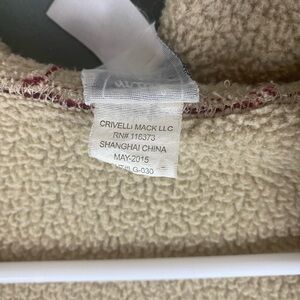 CRIVELLI MACK LLC
RN# 116373
SHANGHAI CHINA
MAY-2015